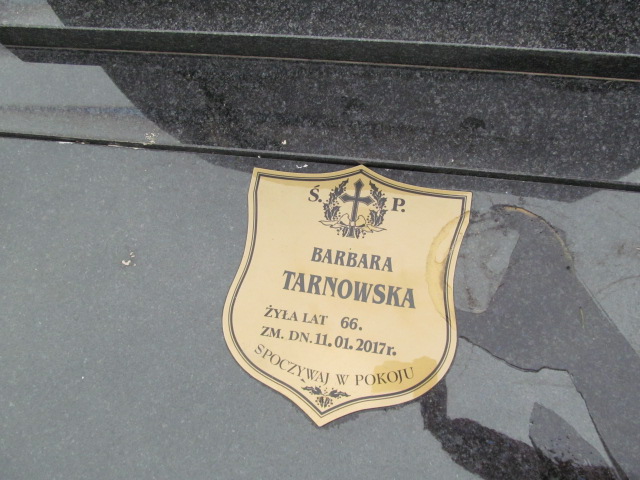 Ś. P.
BARBARA
TARNOWSKA
ŻYŁA LAT 66.
ZM. DN. 11.01.2017r.
SPOCZYWAJ W POKOJU